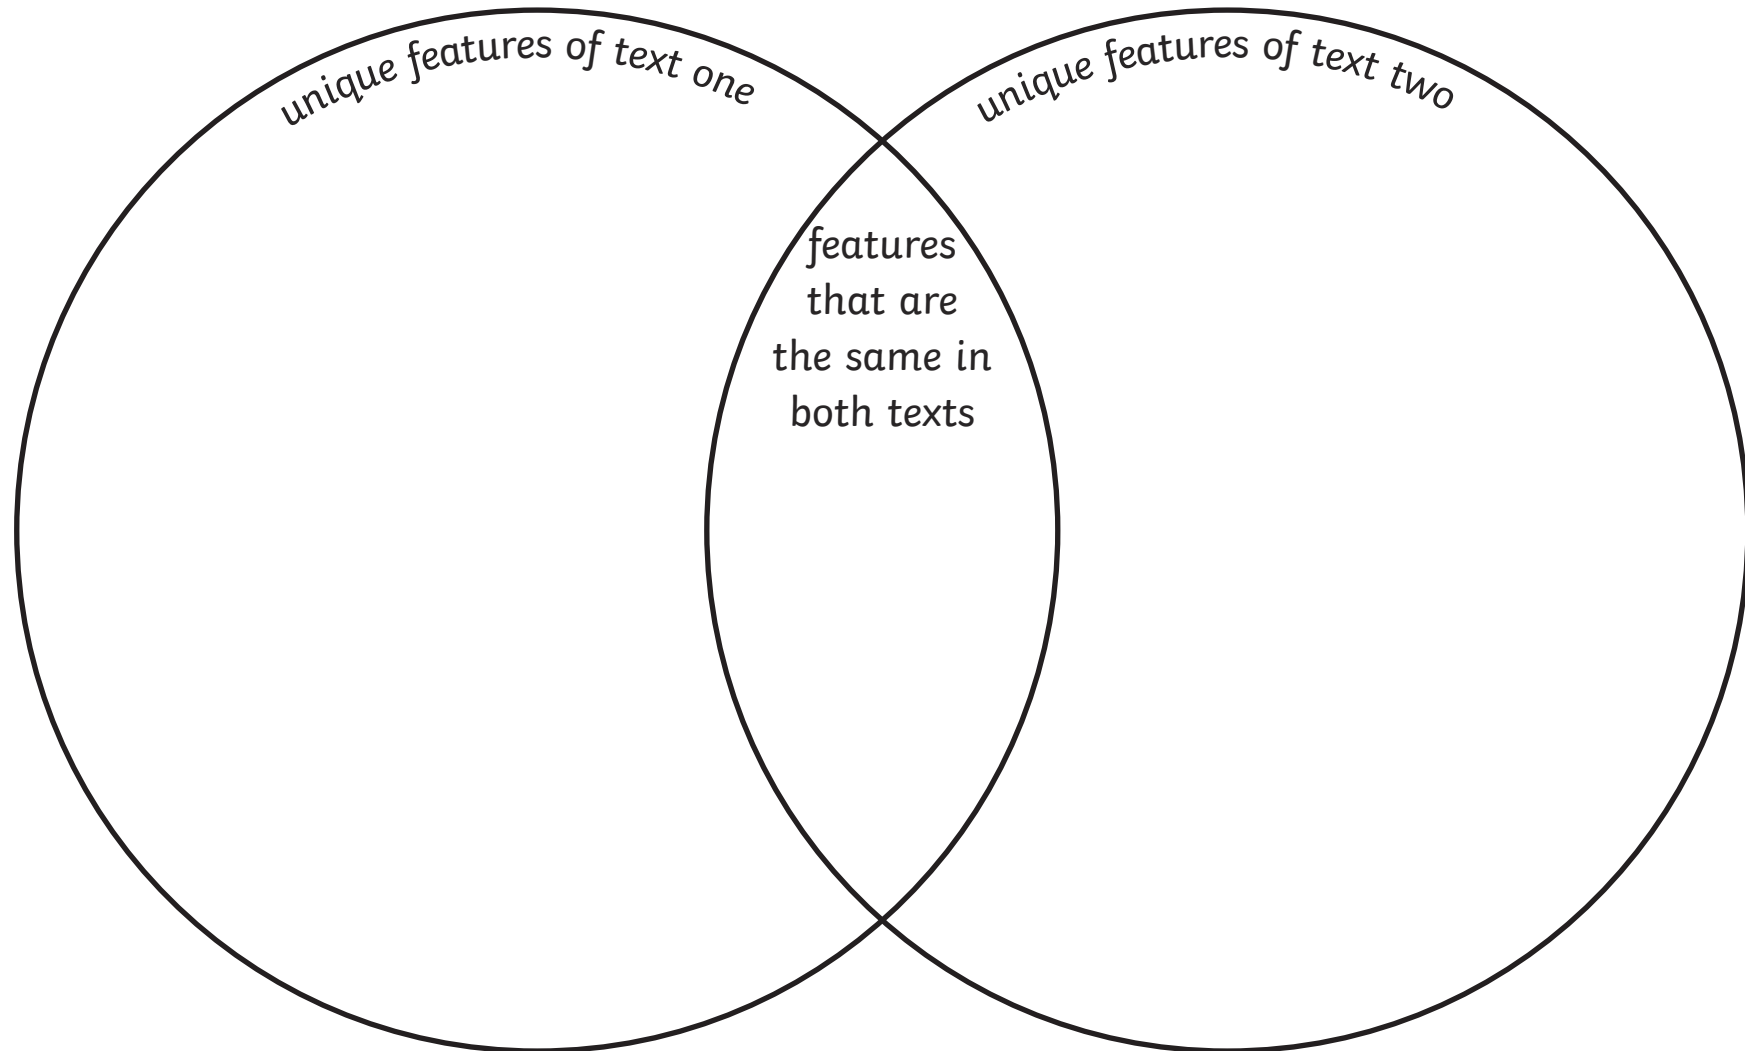 unique features of text one
unique features of text two
features
that are
the same in
both texts